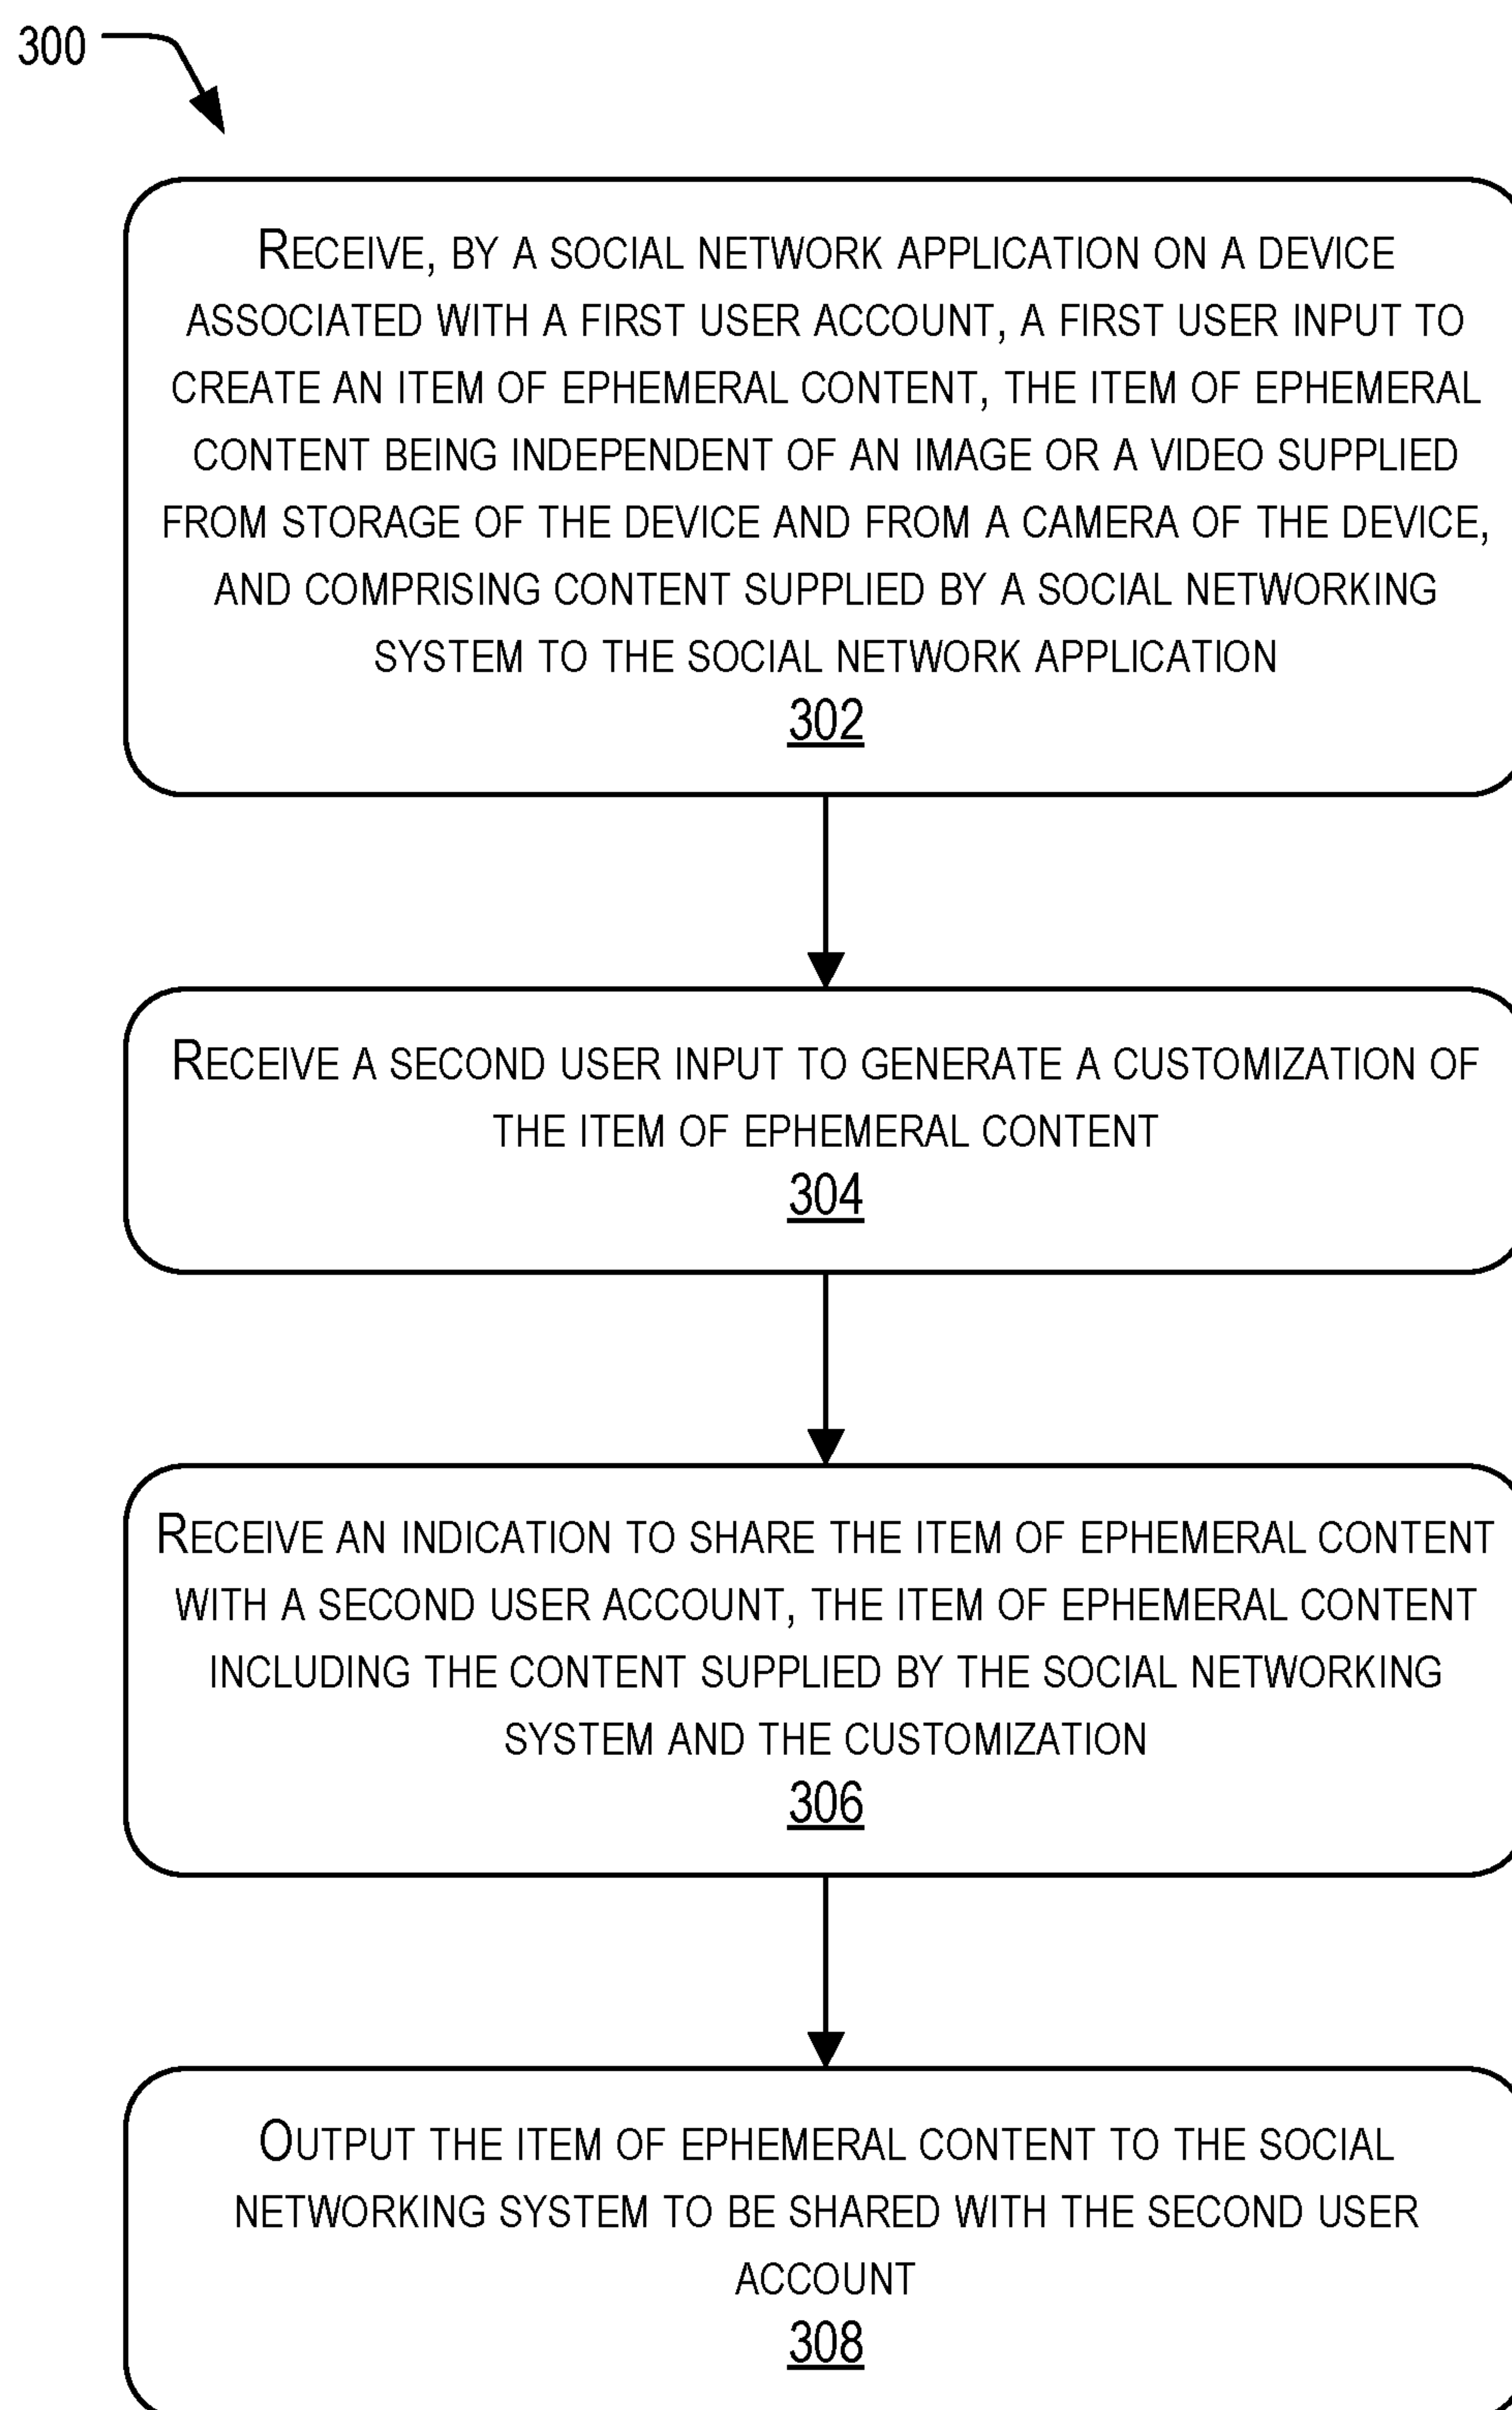 300
RECEIVE, BY A SOCIAL NETWORK APPLICATION ON A DEVICE
ASSOCIATED WITH A FIRST USER ACCOUNT, A FIRST USER INPUT TO
CREATE AN ITEM OF EPHEMERAL CONTENT, THE ITEM OF EPHEMERAL
CONTENT BEING INDEPENDENT OF AN IMAGE OR A VIDEO SUPPLIED
FROM STORAGE OF THE DEVICE AND FROM A CAMERA OF THE DEVICE,
AND COMPRISING CONTENT SUPPLIED BY A SOCIAL NETWORKING
SYSTEM TO THE SOCIAL NETWORK APPLICATION
302
RECEIVE A SECOND USER INPUT TO GENERATE A CUSTOMIZATION OF
THE ITEM OF EPHEMERAL CONTENT
304
RECEIVE AN INDICATION TO SHARE THE ITEM OF EPHEMERAL CONTENT
WITH A SECOND USER ACCOUNT, THE ITEM OF EPHEMERAL CONTENT
INCLUDING THE CONTENT SUPPLIED BY THE SOCIAL NETWORKING
SYSTEM AND THE CUSTOMIZATION
306
OUTPUT THE ITEM OF EPHEMERAL CONTENT TO THE SOCIAL
NETWORKING SYSTEM TO BE SHARED WITH THE SECOND USER
ACCOUNT
308